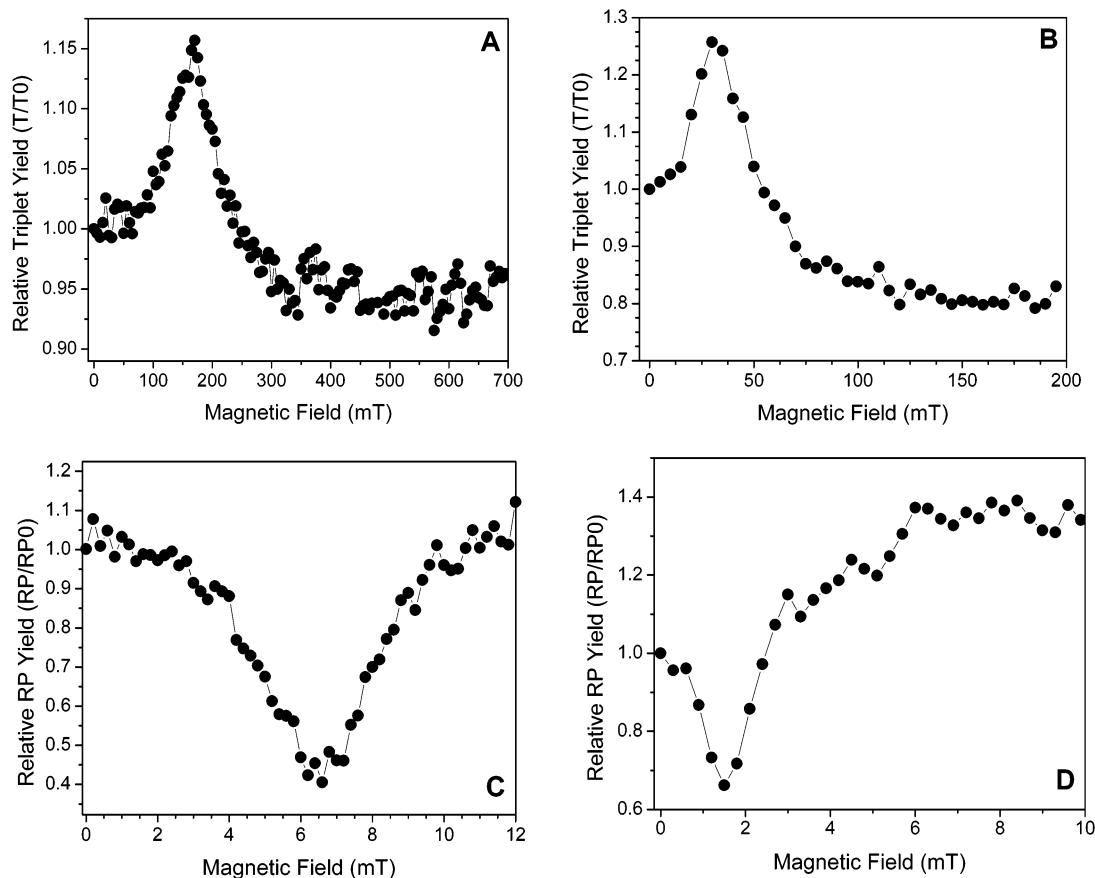 A
Relative Triplet Yield (T/T0)
1.15
1.10
1.05
1.00
0.95
0.90
0 100 200 300 400 500 600 700
Magnetic Field (mT)
B
Relative Triplet Yield (T/T0)
1.3
1.2
1.1
1.0
0.9
0.8
0.7
0 50 100 150 200
Magnetic Field (mT)
Relative RP Yield (RP/RP0)
1.2
1.1
1.0
0.9
0.8
0.7
0.6
0.5
0.4
C
0 2 4 6 8 10 12
Magnetic Field (mT)
Relative RP Yield (RP/RP0)
1.4
1.2
1.0
0.8
0.6
D
0 2 4 6 8 10
Magnetic Field (mT)